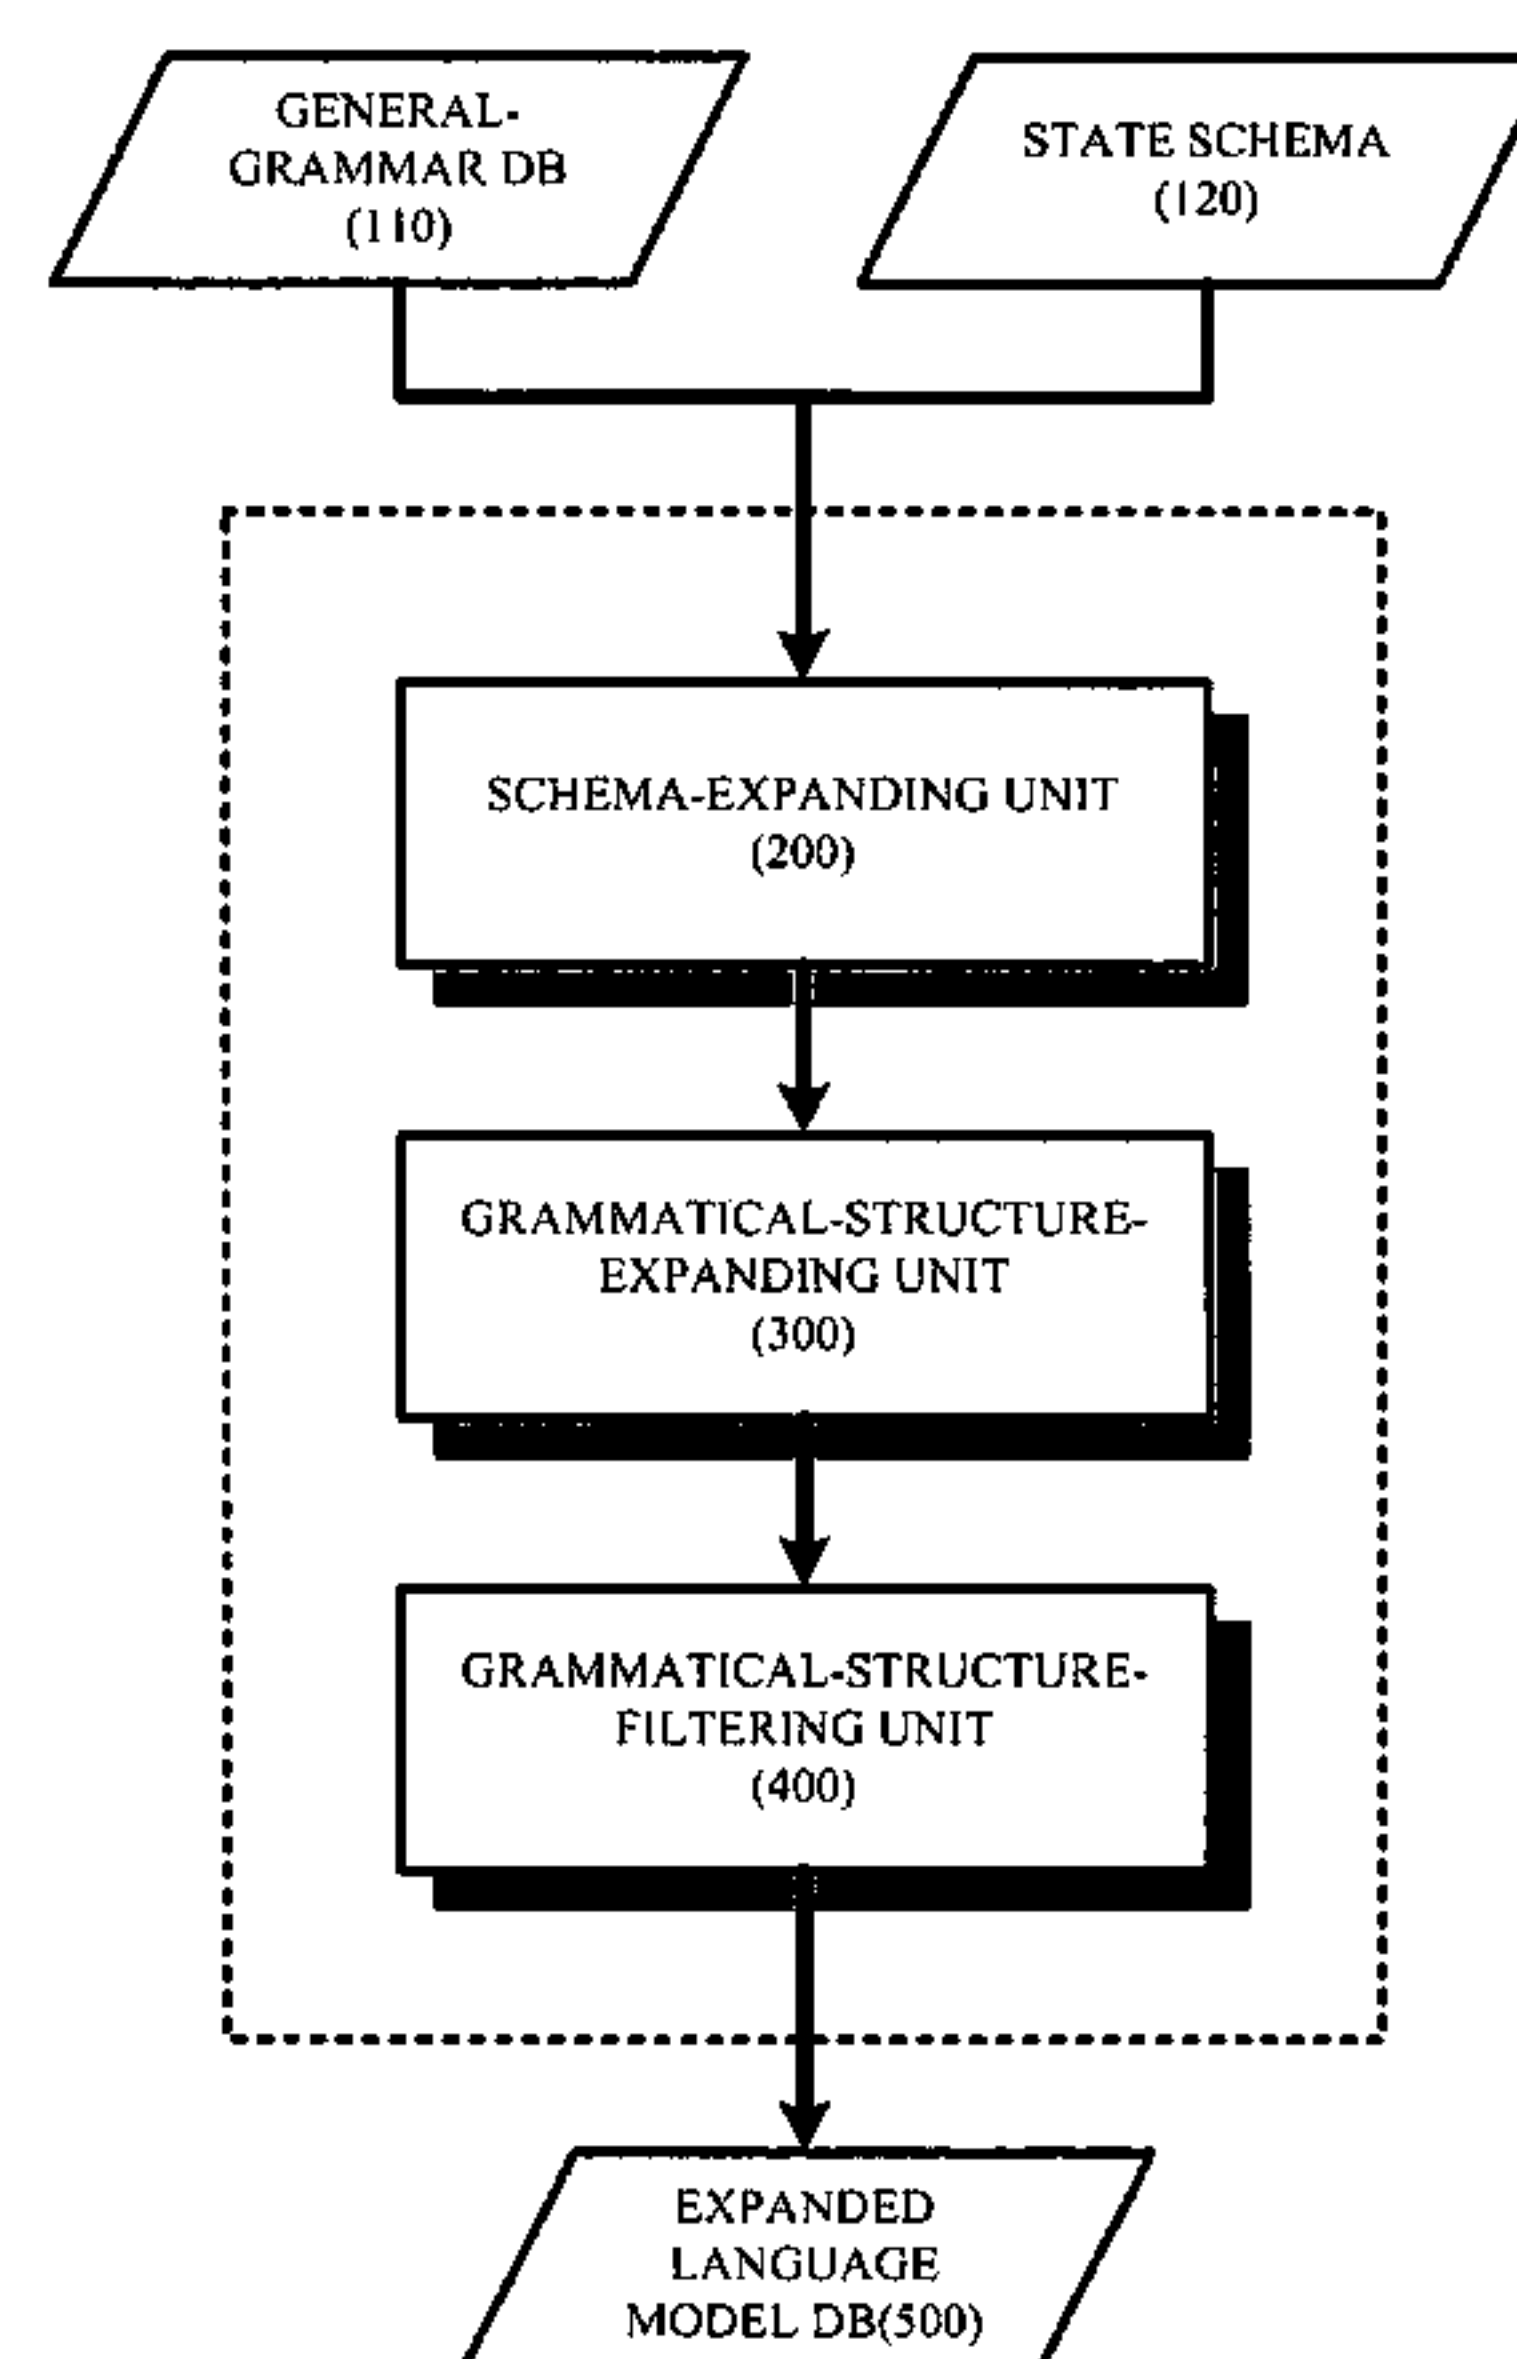 GENERAL-
GRAMMAR DB
(110)
STATE SCHEMA
(120)
SCHEMA-EXPANDING UNIT
(200)
GRAMMATICAL-STRUCTURE-
EXPANDING UNIT
(300)
GRAMMATICAL-STRUCTURE-
FILTERING UNIT
(400)
EXPANDED
LANGUAGE
MODEL DB(500)